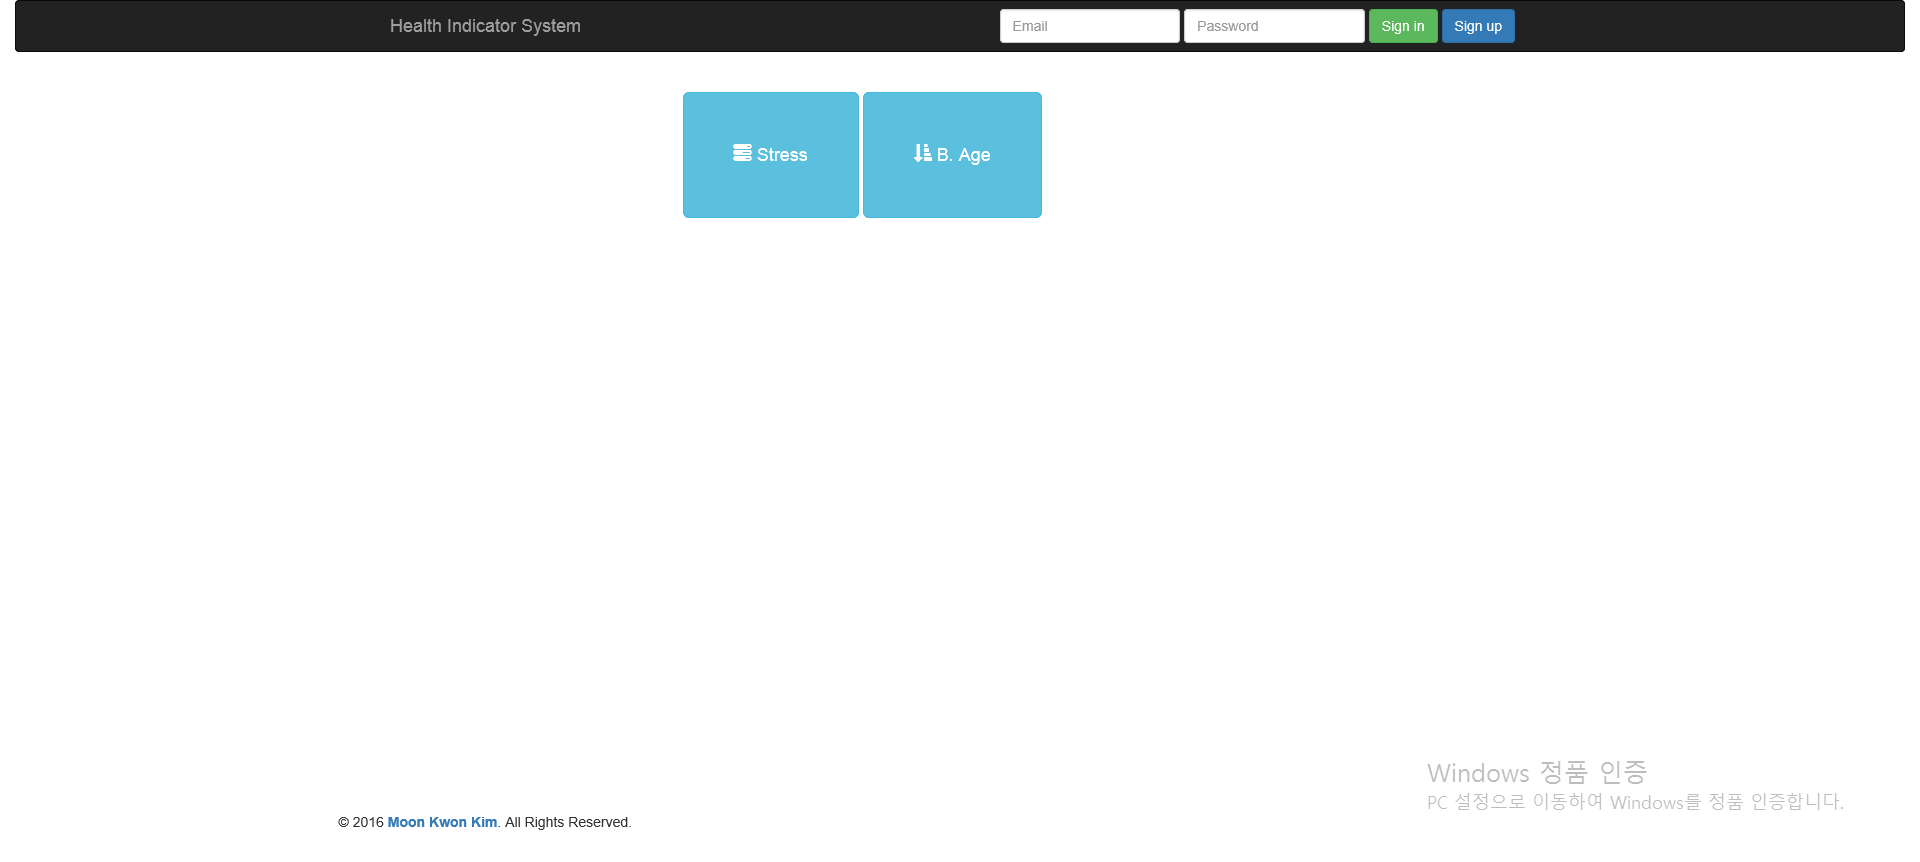 Health Indicator System Email Password Sign in Sign up
Stress B. Age
Windows 정품 인증
PC 설정으로 이동하여 Windows를 정품 인증합니다.
© 2016 Moon Kwon Kim. All Rights Reserved.